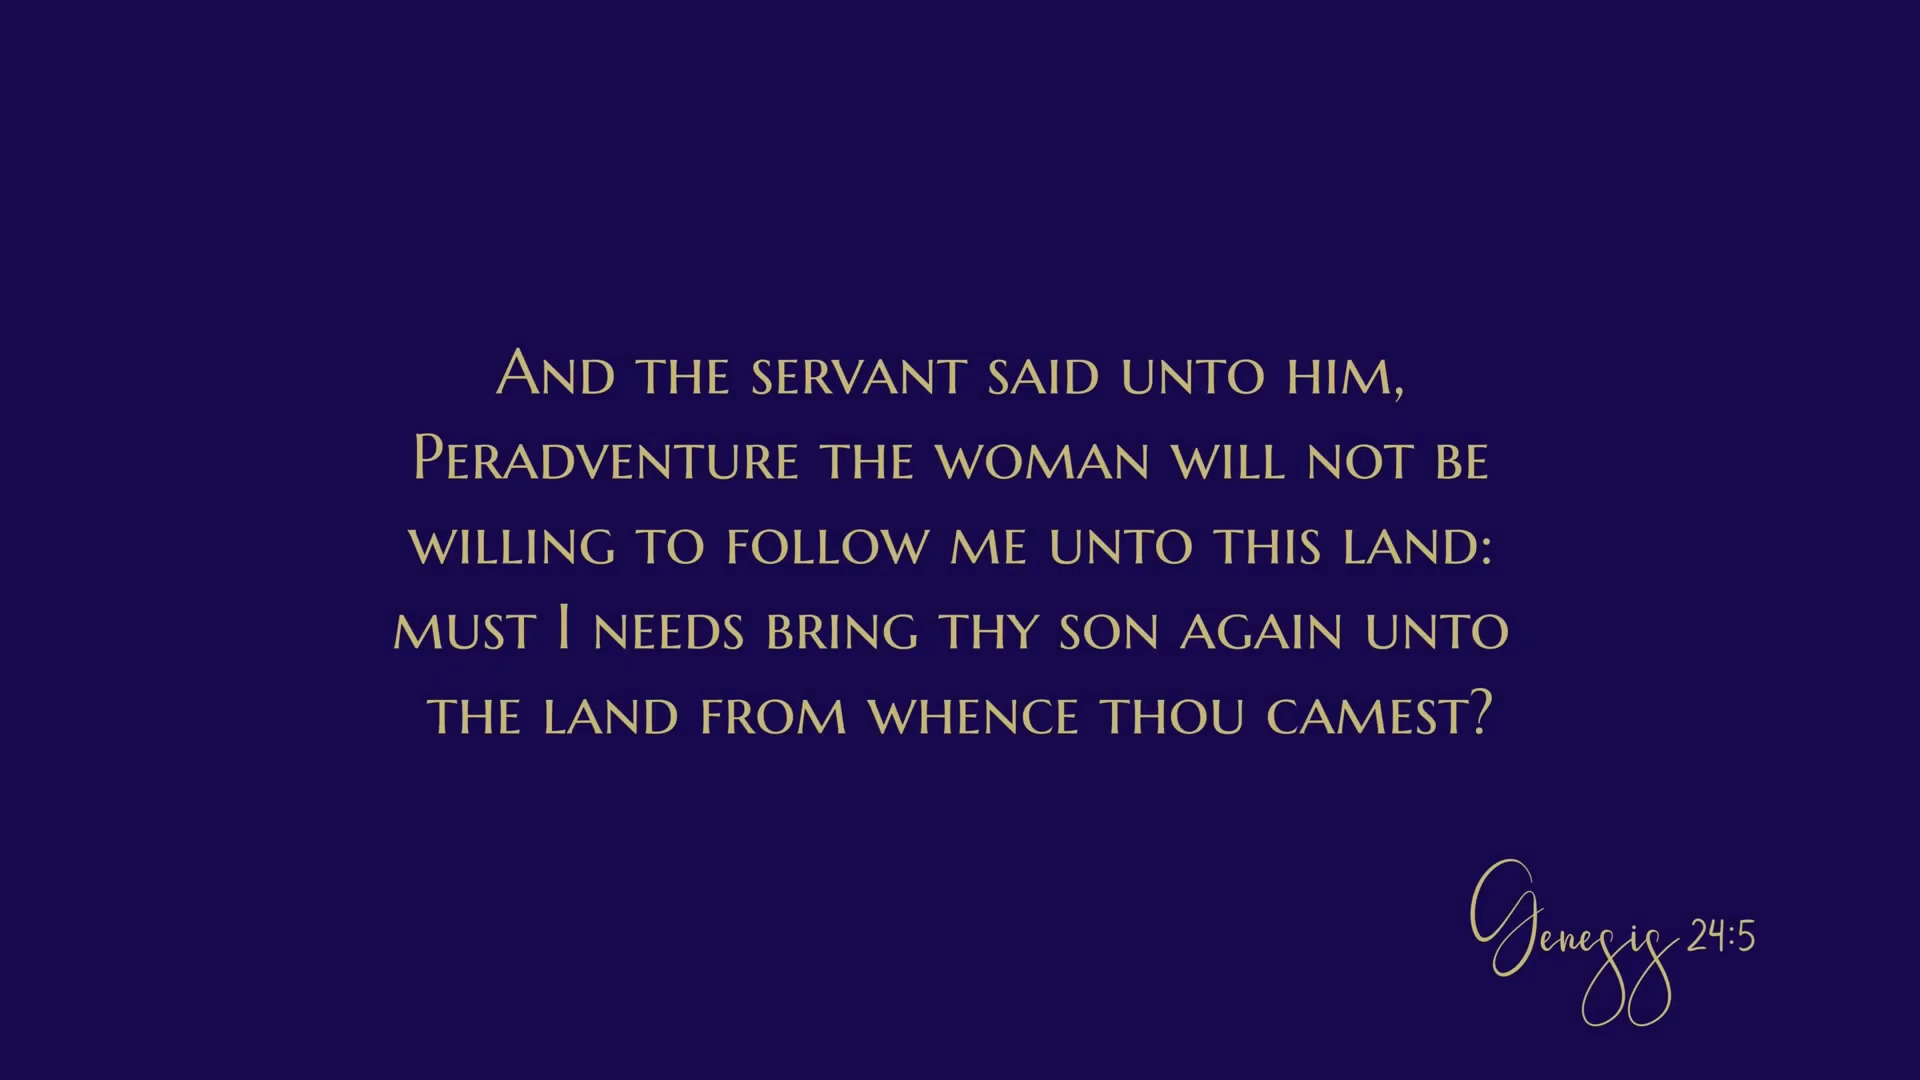 And the servant said unto him,
Peradventure the woman will not be
willing to follow me unto this land:
must I needs bring thy son again unto
the land from whence thou camest?
Genesis 24:5